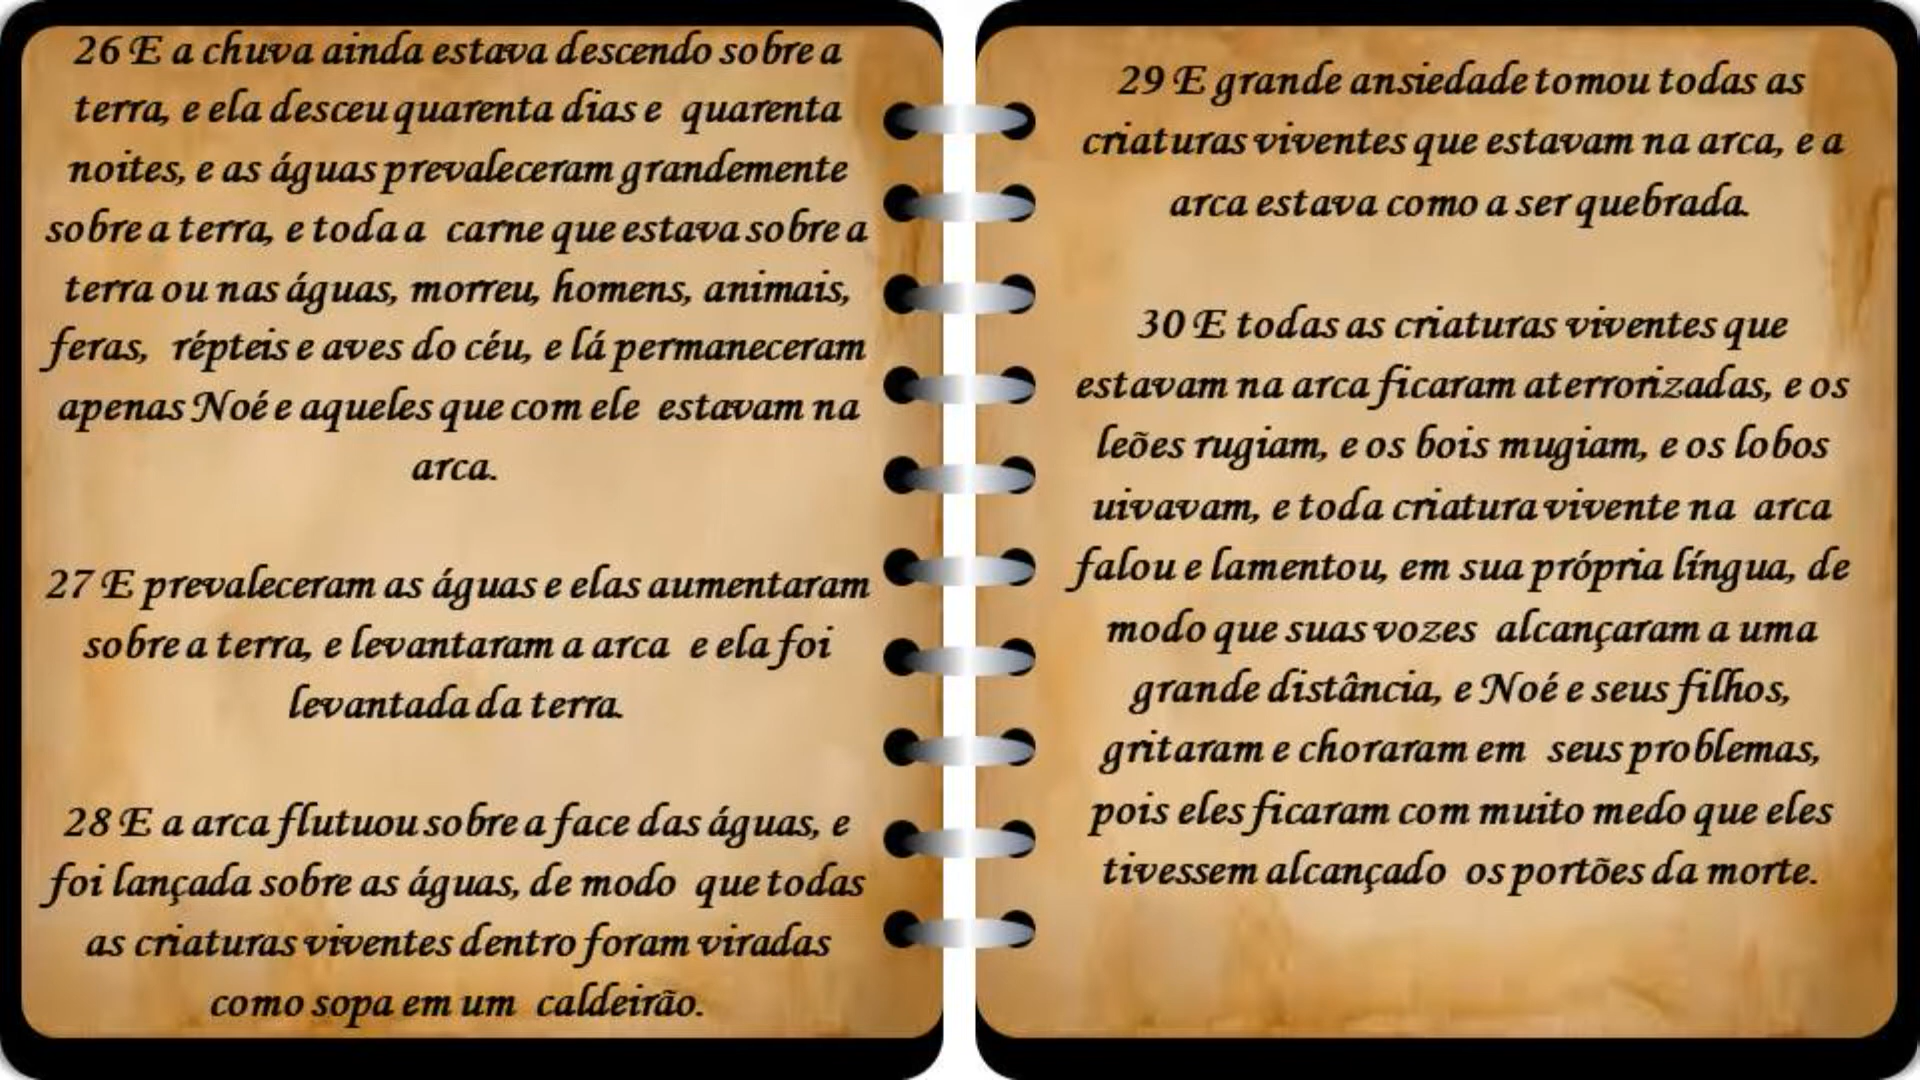 26 E a chuva ainda estava descendo sobre a
terra, e ela desceu quarenta dias e quarenta
noites, e as águas prevaleceram grandemente
sobre a terra, e toda a carne que estava sobre a
terra ou nas águas, morreu, homens, animais,
feras, répteis e aves do céu, e lá permaneceram
apenas Noé e aqueles que com ele estavam na
arca.
27 E prevaleceram as águas e elas aumentaram
sobre a terra, e levantaram a arca e ela foi
levantada da terra.
28 E a arca flutuou sobre a face das águas, e
foi lançada sobre as águas, de modo que todas
as criaturas viventes dentro foram viradas
como sopa em um caldeirão.
29 E grande ansiedade tomou todas as
criaturas viventes que estavam na arca, e a
arca estava como a ser quebrada.
30 E todas as criaturas viventes que
estavam na arca ficaram aterrorizadas, e os
leões rugiam, e os bois mugiam, e os lobos
uivavam, e toda criatura vivente na arca
falou e lamentou, em sua própria língua, de
modo que suas vozes alcançaram a uma
grande distância, e Noé e seus filhos,
gritaram e choraram em seus problemas,
pois eles ficaram com muito medo que eles
tivessem alcançado os portões da morte.